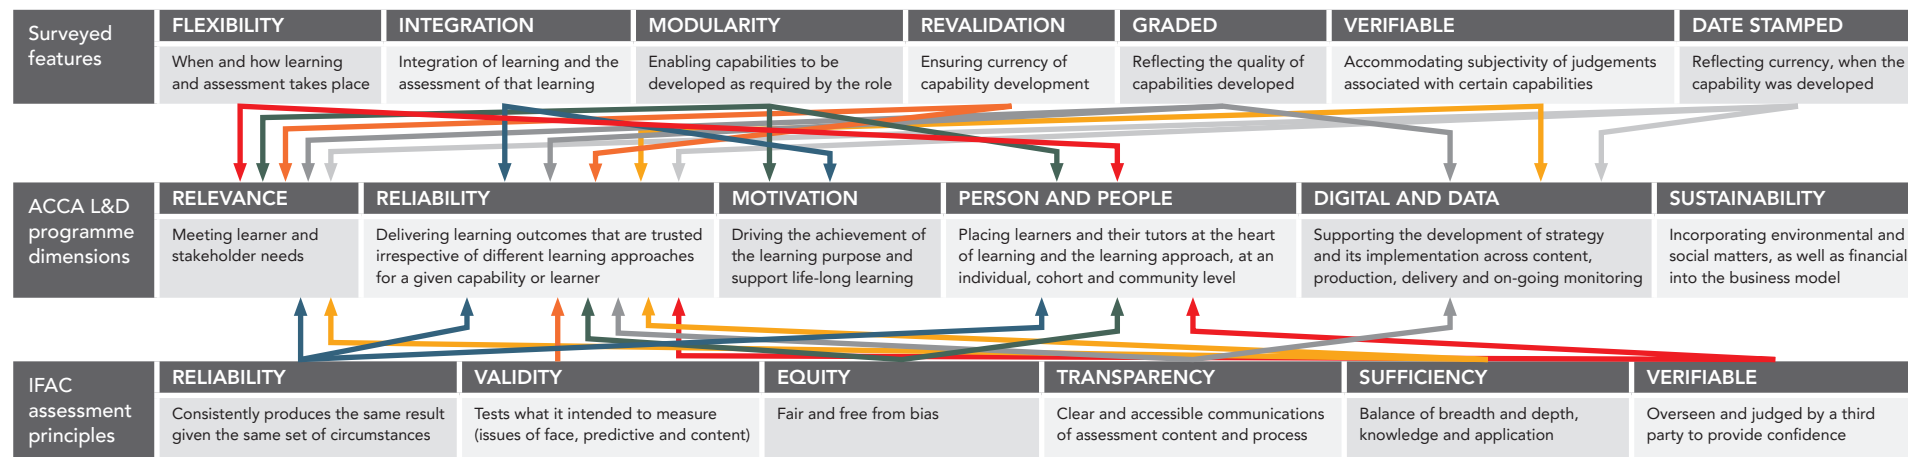 Surveyed
features
FLEXIBILITY
When and how learning
and assessment takes place
INTEGRATION
Integration of learning and the
assessment of that learning
MODULARITY
Enabling capabilities to be
developed as required by the role
REVALIDATION
Ensuring currency of
capability development
GRADED
Reflecting the quality of
capabilities developed
VERIFIABLE
Accommodating subjectivity of judgements
associated with certain capabilities
DATE STAMPED
Reflecting currency, when the
capability was developed
ACCA L&D
programme
dimensions
RELEVANCE
Meeting learner and
stakeholder needs
RELIABILITY
Delivering learning outcomes that are trusted
irrespective of different learning approaches
for a given capability or learner
MOTIVATION
Driving the achievement of
the learning purpose and
support life-long learning
PERSON AND PEOPLE
Placing learners and their tutors at the heart
of learning and the learning approach, at an
individual, cohort and community level
DIGITAL AND DATA
Supporting the development of strategy
and its implementation across content,
production, delivery and on-going monitoring
SUSTAINABILITY
Incorporating environmental and
social matters, as well as financial
into the business model
IFAC
assessment
principles
RELIABILITY
Consistently produces the same result
given the same set of circumstances
VALIDITY
Tests what it intended to measure
(issues of face, predictive and content)
EQUITY
Fair and free from bias
TRANSPARENCY
Clear and accessible communications
of assessment content and process
SUFFICIENCY
Balance of breadth and depth,
knowledge and application
VERIFIABLE
Overseen and judged by a third
party to provide confidence